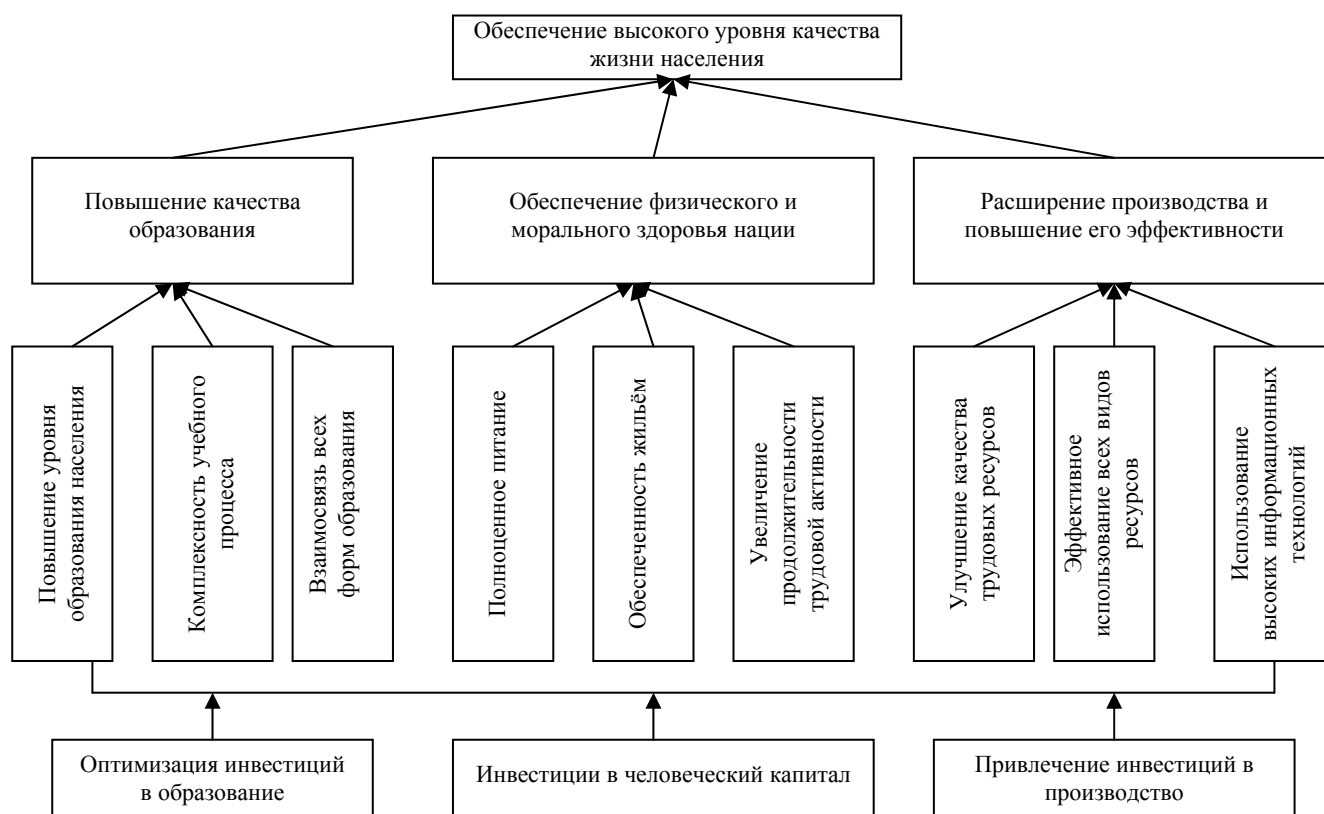 Обеспечение высокого уровня качества
жизни населения
Повышение качества
образования
Обеспечение физического и
морального здоровья нации
Расширение производства и
повышение его эффективности
Повышение уровня
образования населения
Комплексность учебного
процесса
Взаимосвязь всех
форм образования
Полноценное питание
Обеспеченность жильём
Увеличение
продолжительности
трудовой активности
Улучшение качества
трудовых ресурсов
Эффективное
использование всех видов
ресурсов
Использование
высоких информационных
технологий
Оптимизация инвестиций
в образование
Инвестиции в человеческий капитал
Привлечение инвестиций в
производство